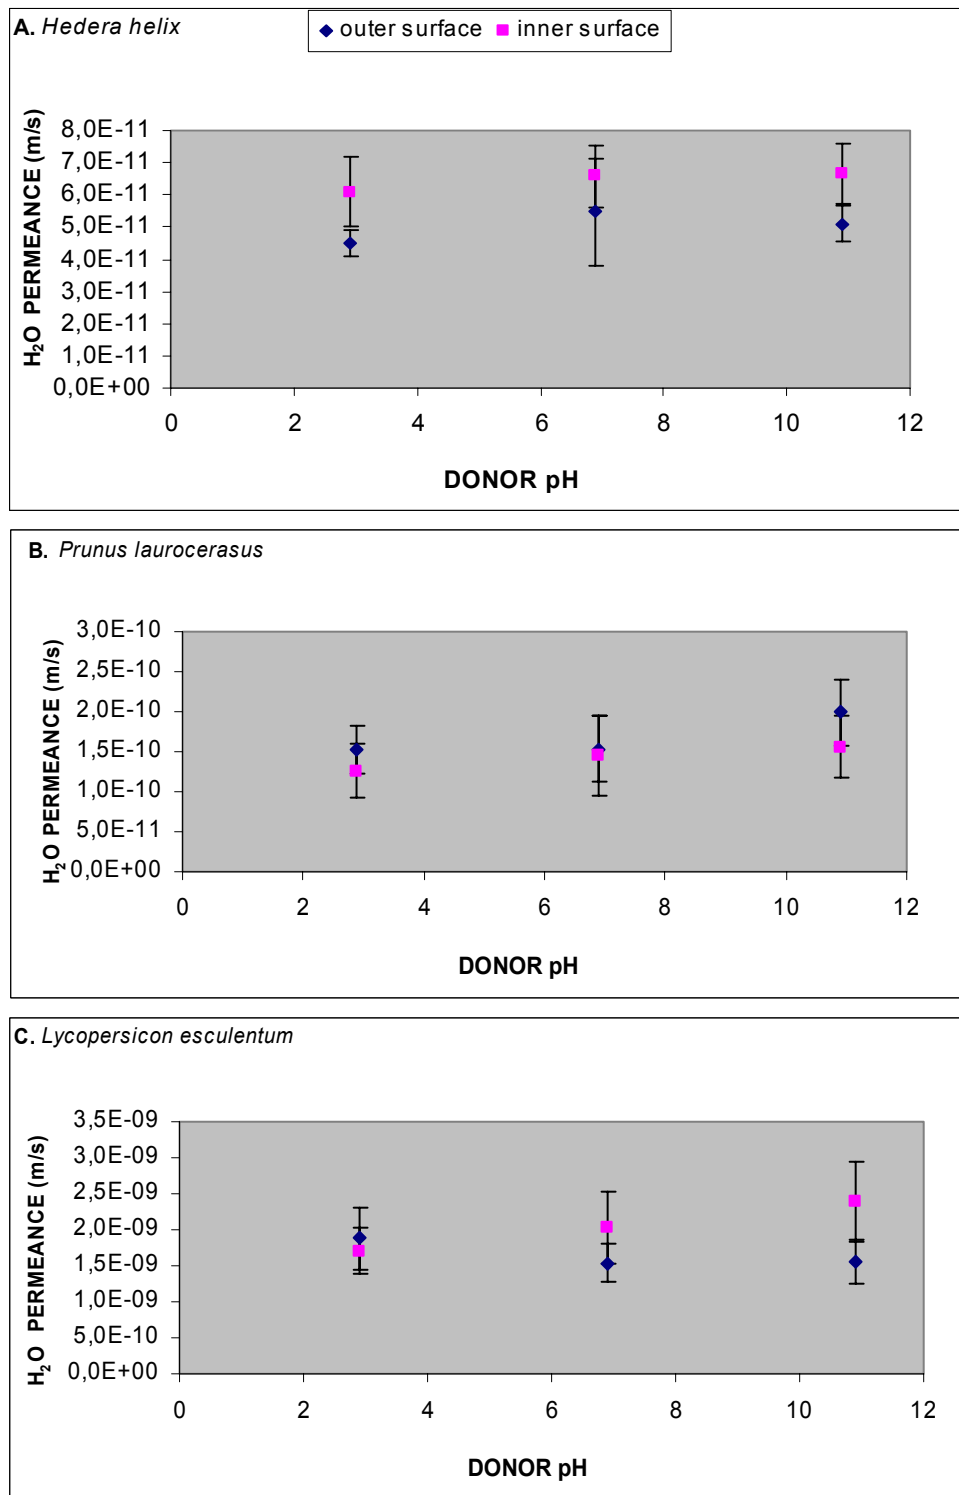 A. Hedera helix
outer surface inner surface
H₂O PERMEANCE (m/s)
8,0E-11
7,0E-11
6,0E-11
5,0E-11
4,0E-11
3,0E-11
2,0E-11
1,0E-11
0,0E+00
0 2 4 6 8 10 12
DONOR pH
B. Prunus laurocerasus
H₂O PERMEANCE (m/s)
3,0E-10
2,5E-10
2,0E-10
1,5E-10
1,0E-10
5,0E-11
0,0E+00
0 2 4 6 8 10 12
DONOR pH
C. Lycopersicon esculentum
H₂O PERMEANCE (m/s)
3,5E-09
3,0E-09
2,5E-09
2,0E-09
1,5E-09
1,0E-09
5,0E-10
0,0E+00
0 2 4 6 8 10 12
DONOR pH